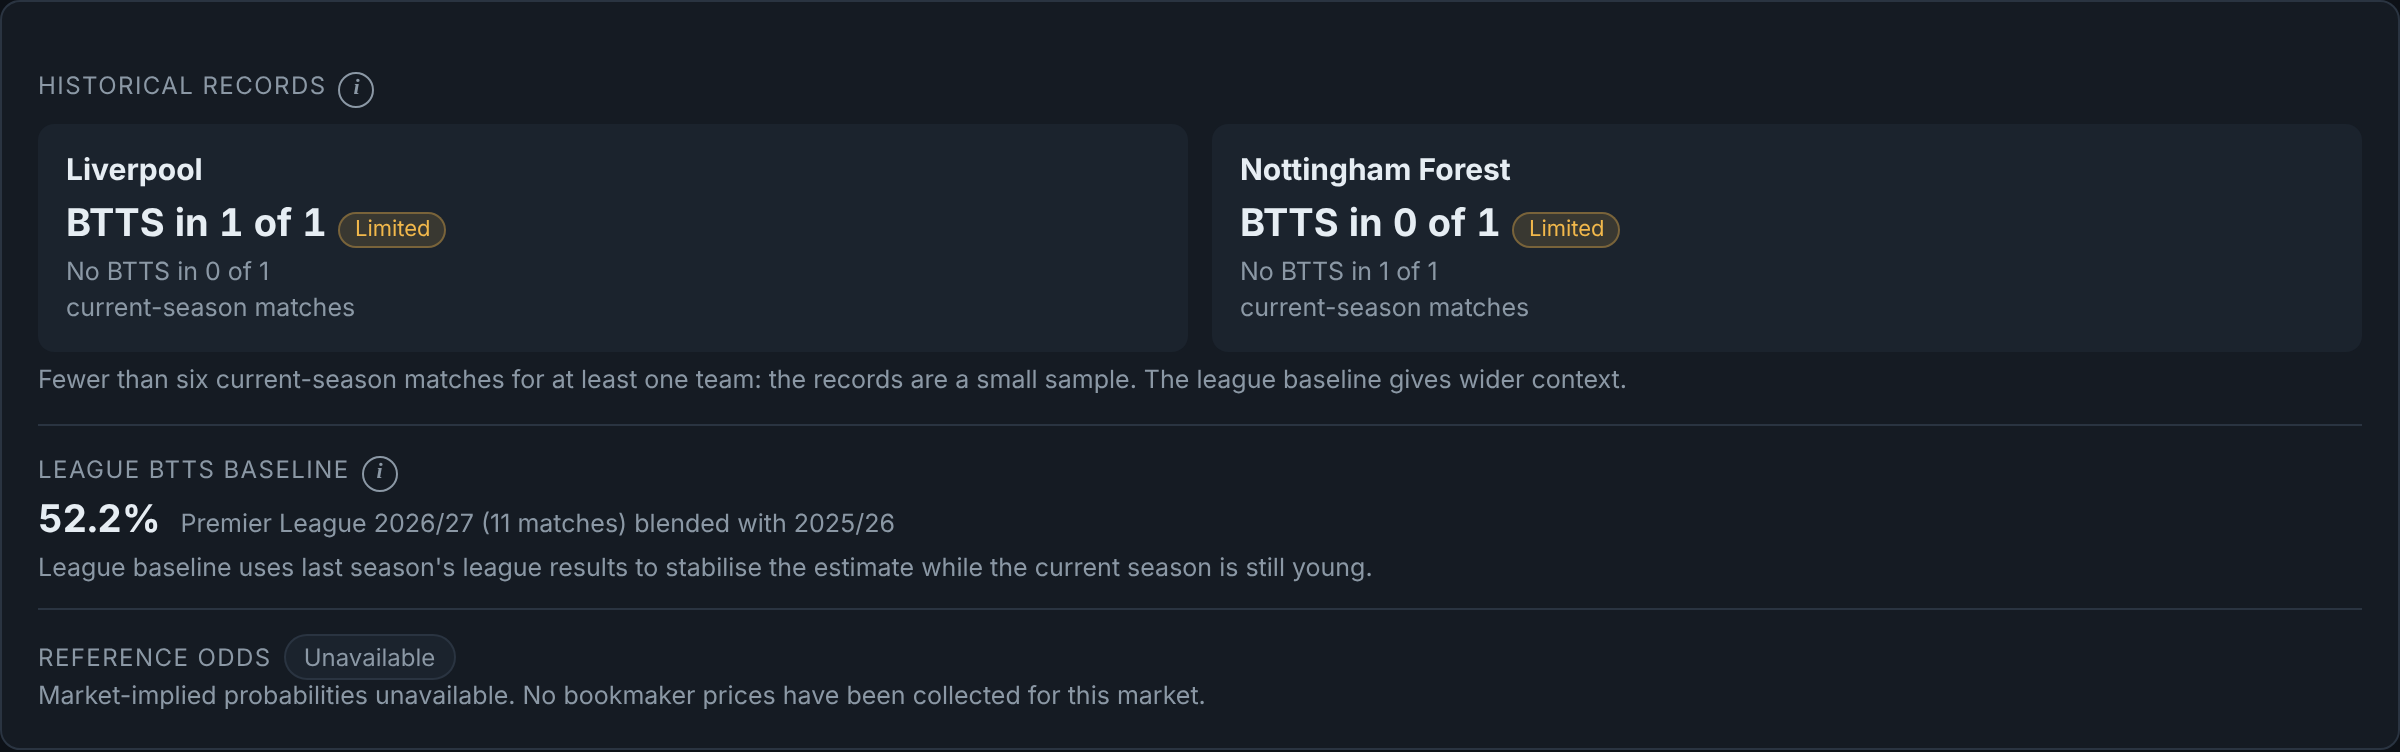 HISTORICAL RECORDS i
Liverpool
BTTS in 1 of 1 Limited
No BTTS in 0 of 1
current-season matches
Nottingham Forest
BTTS in 0 of 1 Limited
No BTTS in 1 of 1
current-season matches
Fewer than six current-season matches for at least one team: the records are a small sample. The league baseline gives wider context.
LEAGUE BTTS BASELINE i
52.2% Premier League 2026/27 (11 matches) blended with 2025/26
League baseline uses last season's league results to stabilise the estimate while the current season is still young.
REFERENCE ODDS Unavailable
Market-implied probabilities unavailable. No bookmaker prices have been collected for this market.